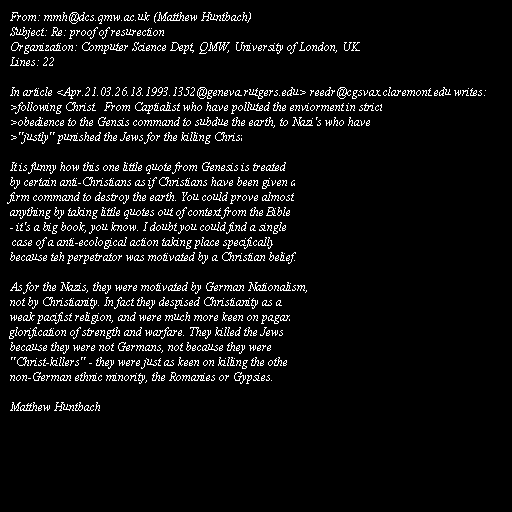 From: mmh@dcs.qmw.ac.uk (Matthew Huntbach)
Subject: Re: proof of resurection
Organization: Computer Science Dept, QMW, University of London, UK.
Lines: 22

In article <Apr.21.03.26.18.1993.1352@geneva.rutgers.edu> reedr@cgsvax.claremont.edu writes:
>following Christ.  From Captialist who have polluted the enviorment in strict
>obedience to the Gensis command to subdue the earth, to Nazi's who have
>"justly" punished the Jews for the killing Chris

It is funny how this one little quote from Genesis is treated
by certain anti-Christians as if Christians have been given a
firm command to destroy the earth. You could prove almost
anything by taking little quotes out of context from the Bible
- it's a big book, you know. I doubt you could find a single
case of a anti-ecological action taking place specifically
because teh perpetrator was motivated by a Christian belief.

As for the Nazis, they were motivated by German Nationalism,
not by Christianity. In fact they despised Christianity as a
weak pacifist religion, and were much more keen on pagan
glorification of strength and warfare. They killed the Jews
because they were not Germans, not because they were
"Christ-killers" - they were just as keen on killing the othe
non-German ethnic minority, the Romanies or Gypsies.

Matthew Huntbach